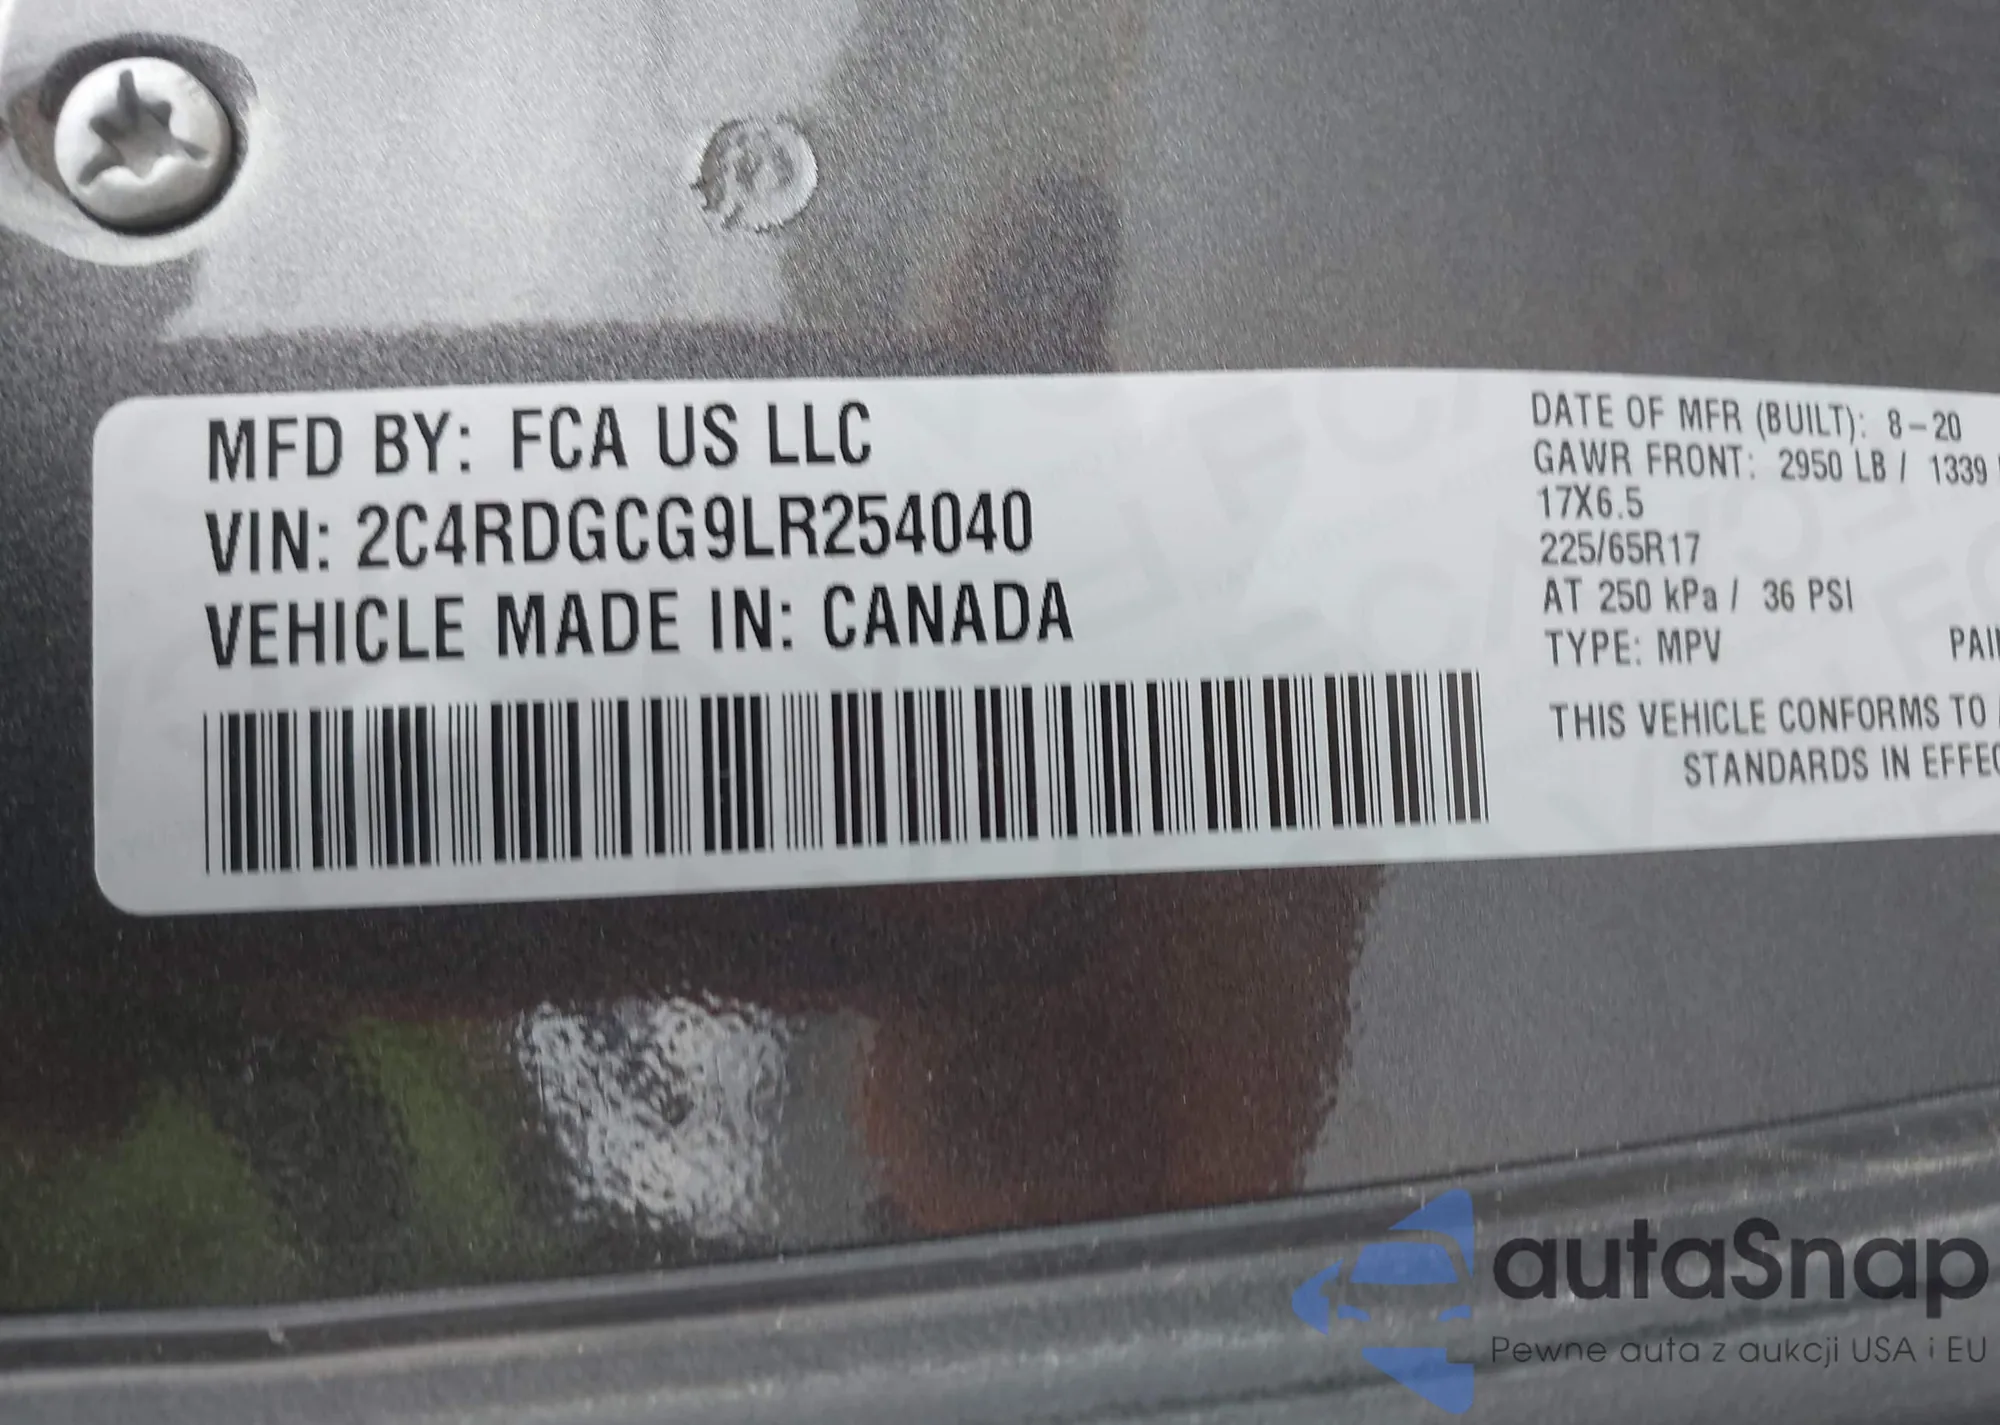 MFD BY: FCA US LLC
VIN: 2C4RDGCG9LR254040
VEHICLE MADE IN: CANADA
DATE OF MFR (BUILT): 8-20
GAWR FRONT: 2950 LB / 1339
17X6.5
225/65R17
AT 250 kPa / 36 PSI
TYPE: MPV
THIS VEHICLE CONFORMS TO
STANDARDS IN
autaSnap
Pewne auta z aukcji USA i EU